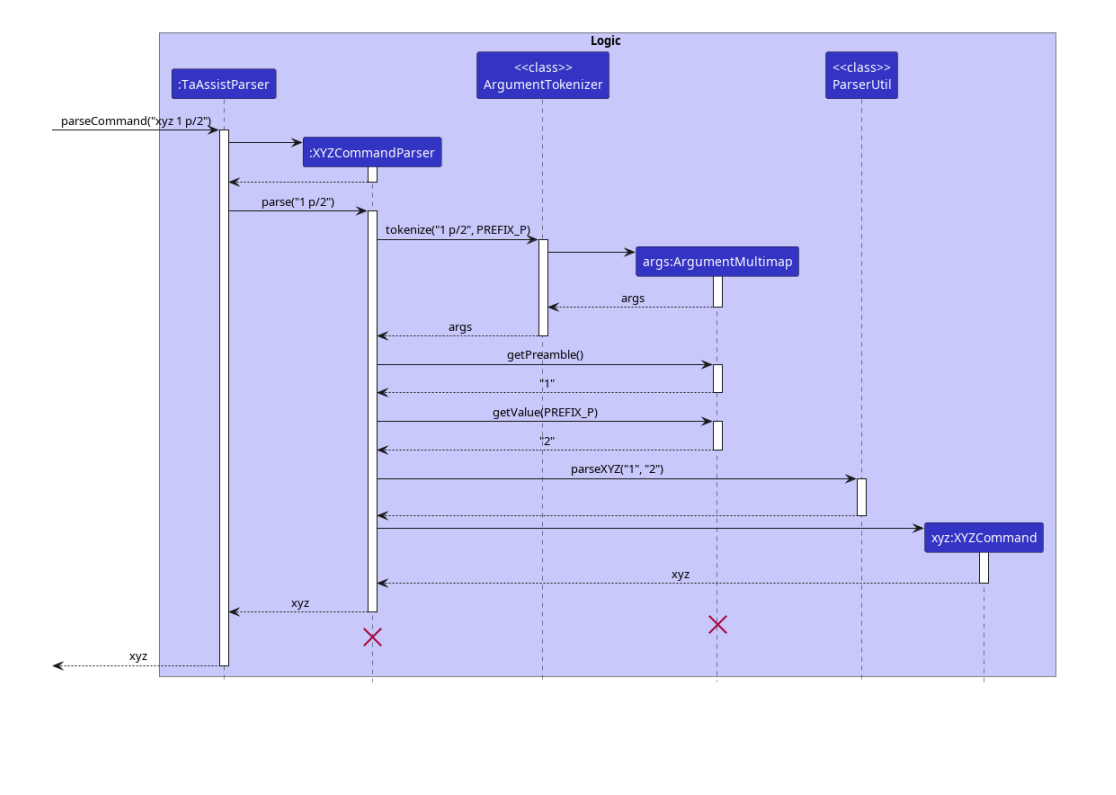 Logic
:TaAssistParser
<<class>>
ArgumentTokenizer
<<class>>
ParserUtil
parseCommand("xyz 1 p/2")
:XYZCommandParser
parse("1 p/2")
tokenize("1 p/2", PREFIX_P)
args:ArgumentMultimap
args
args
getPreamble()
"1"
getValue(PREFIX_P)
"2"
parseXYZ("1", "2")
xyz:XYZCommand
xyz
xyz
xyz